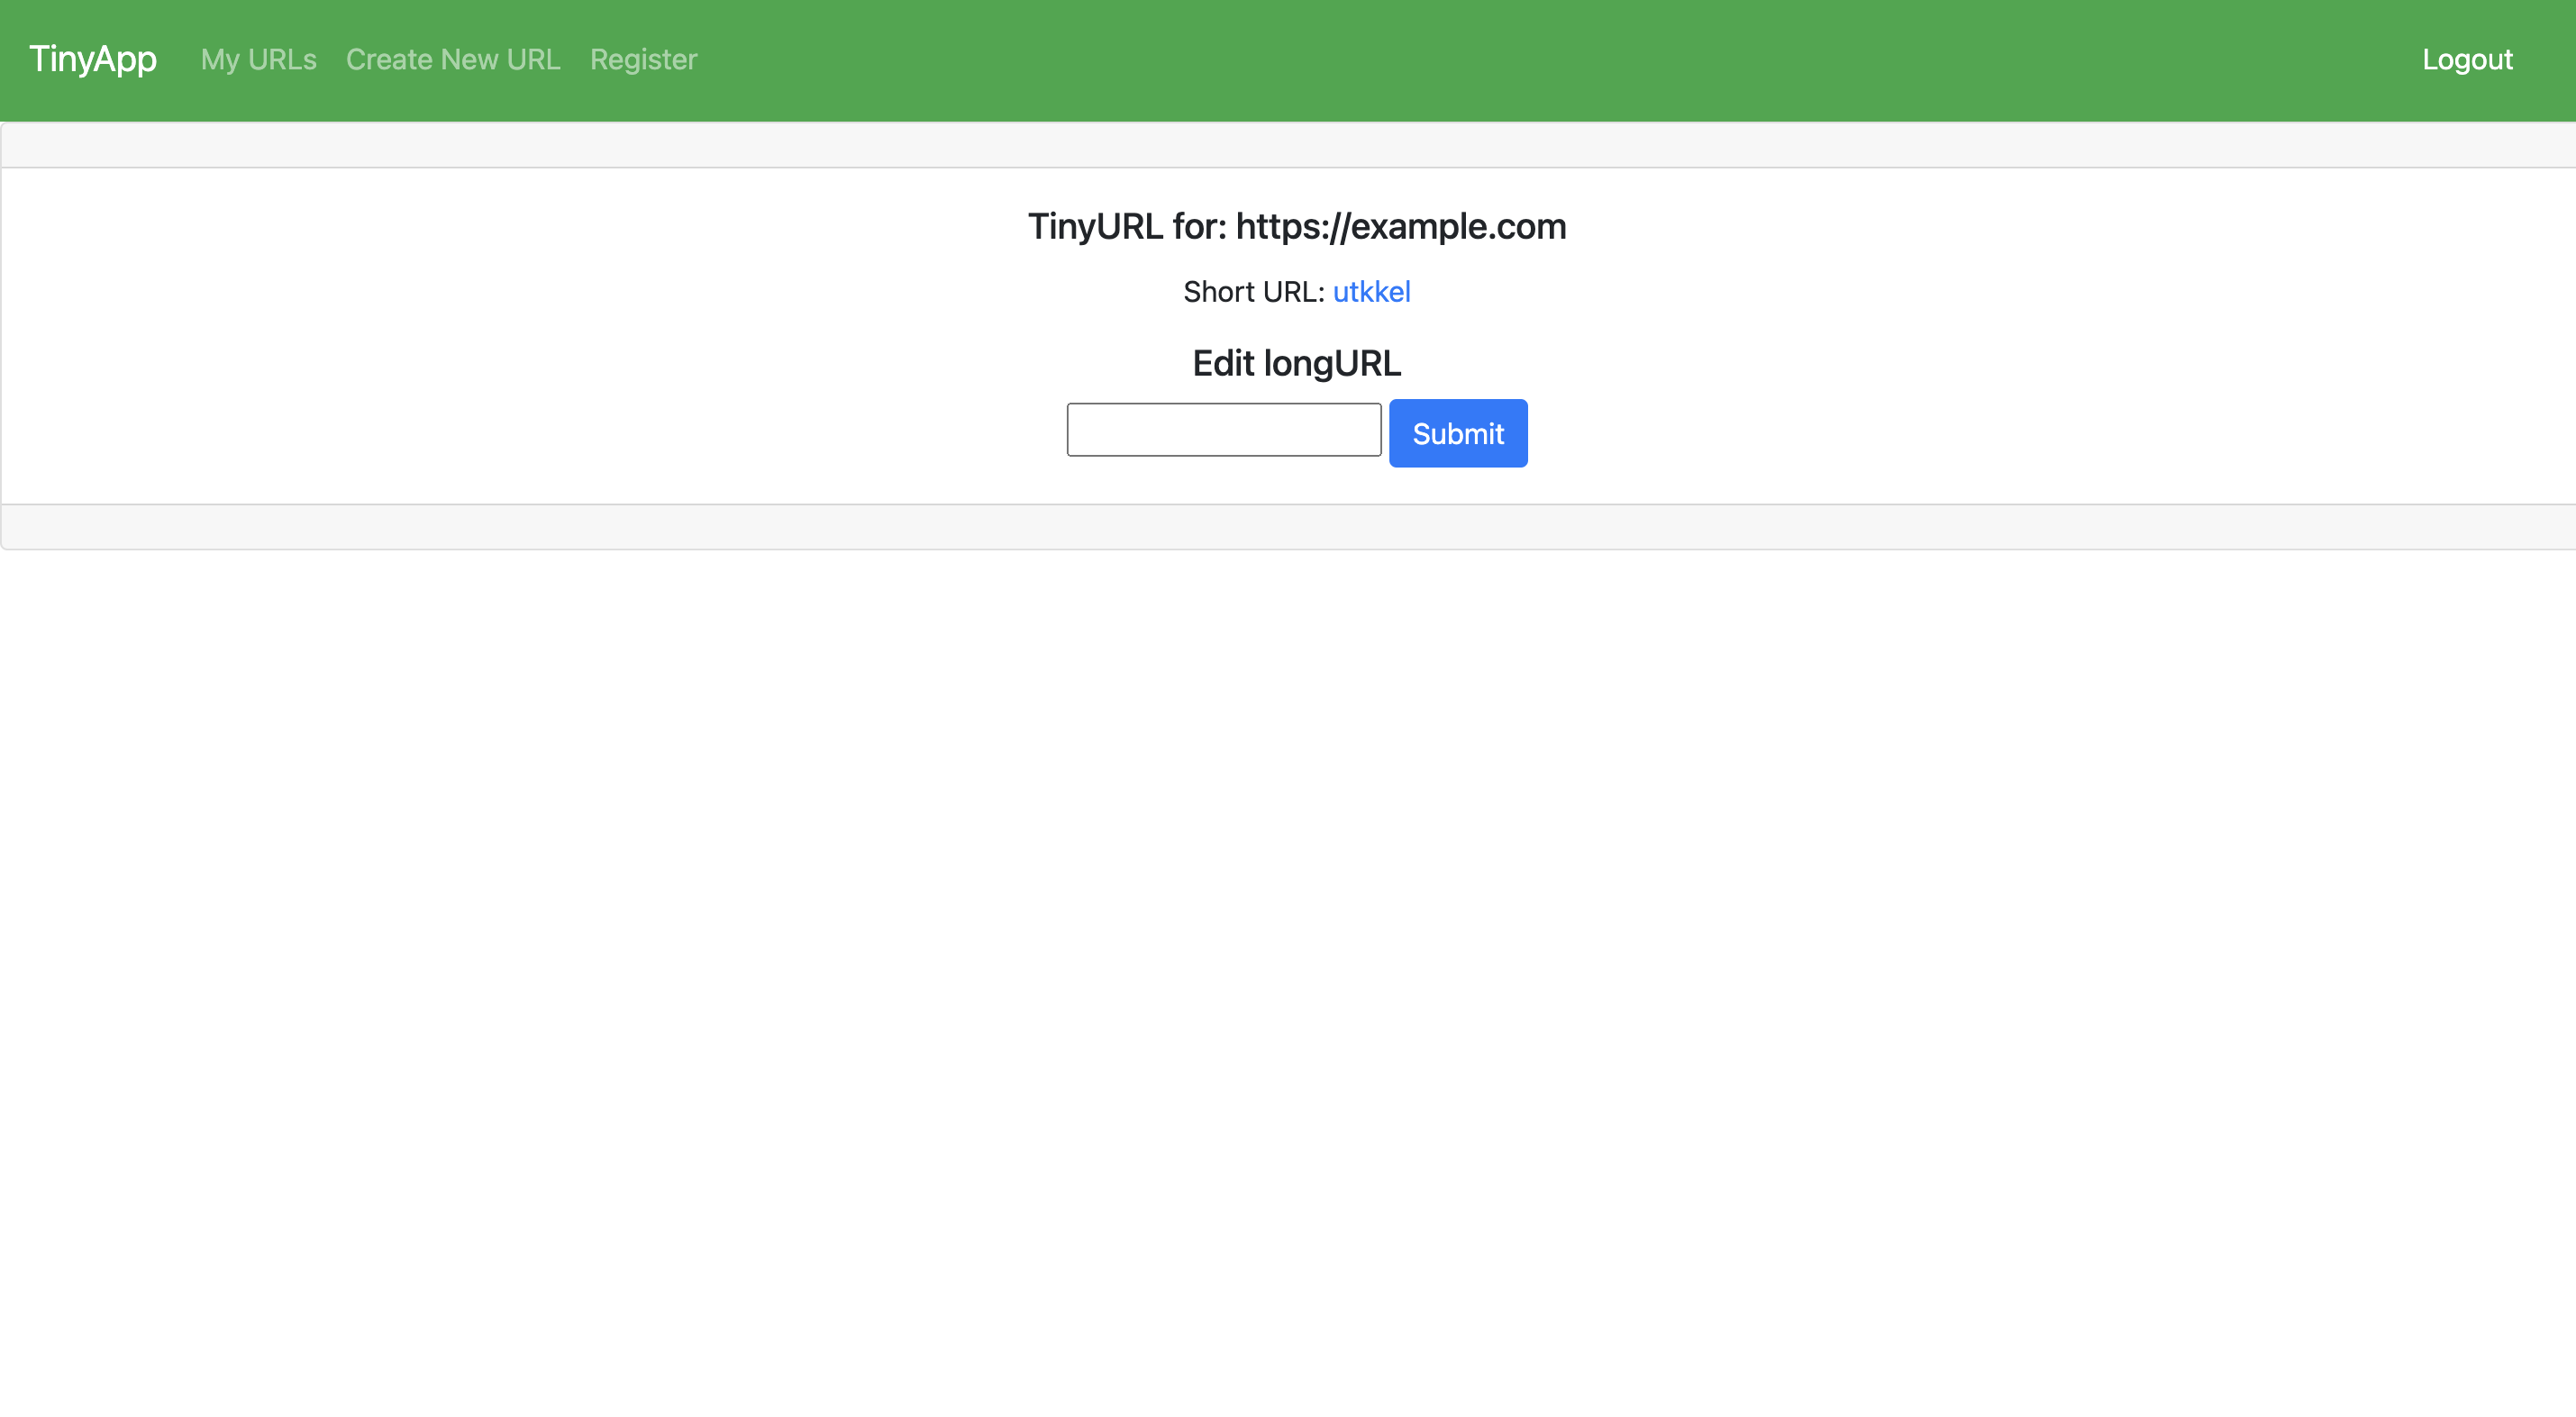 TinyApp My URLs Create New URL Register Logout
TinyURL for: https://example.com
Short URL: utkkel
Edit longURL
Submit